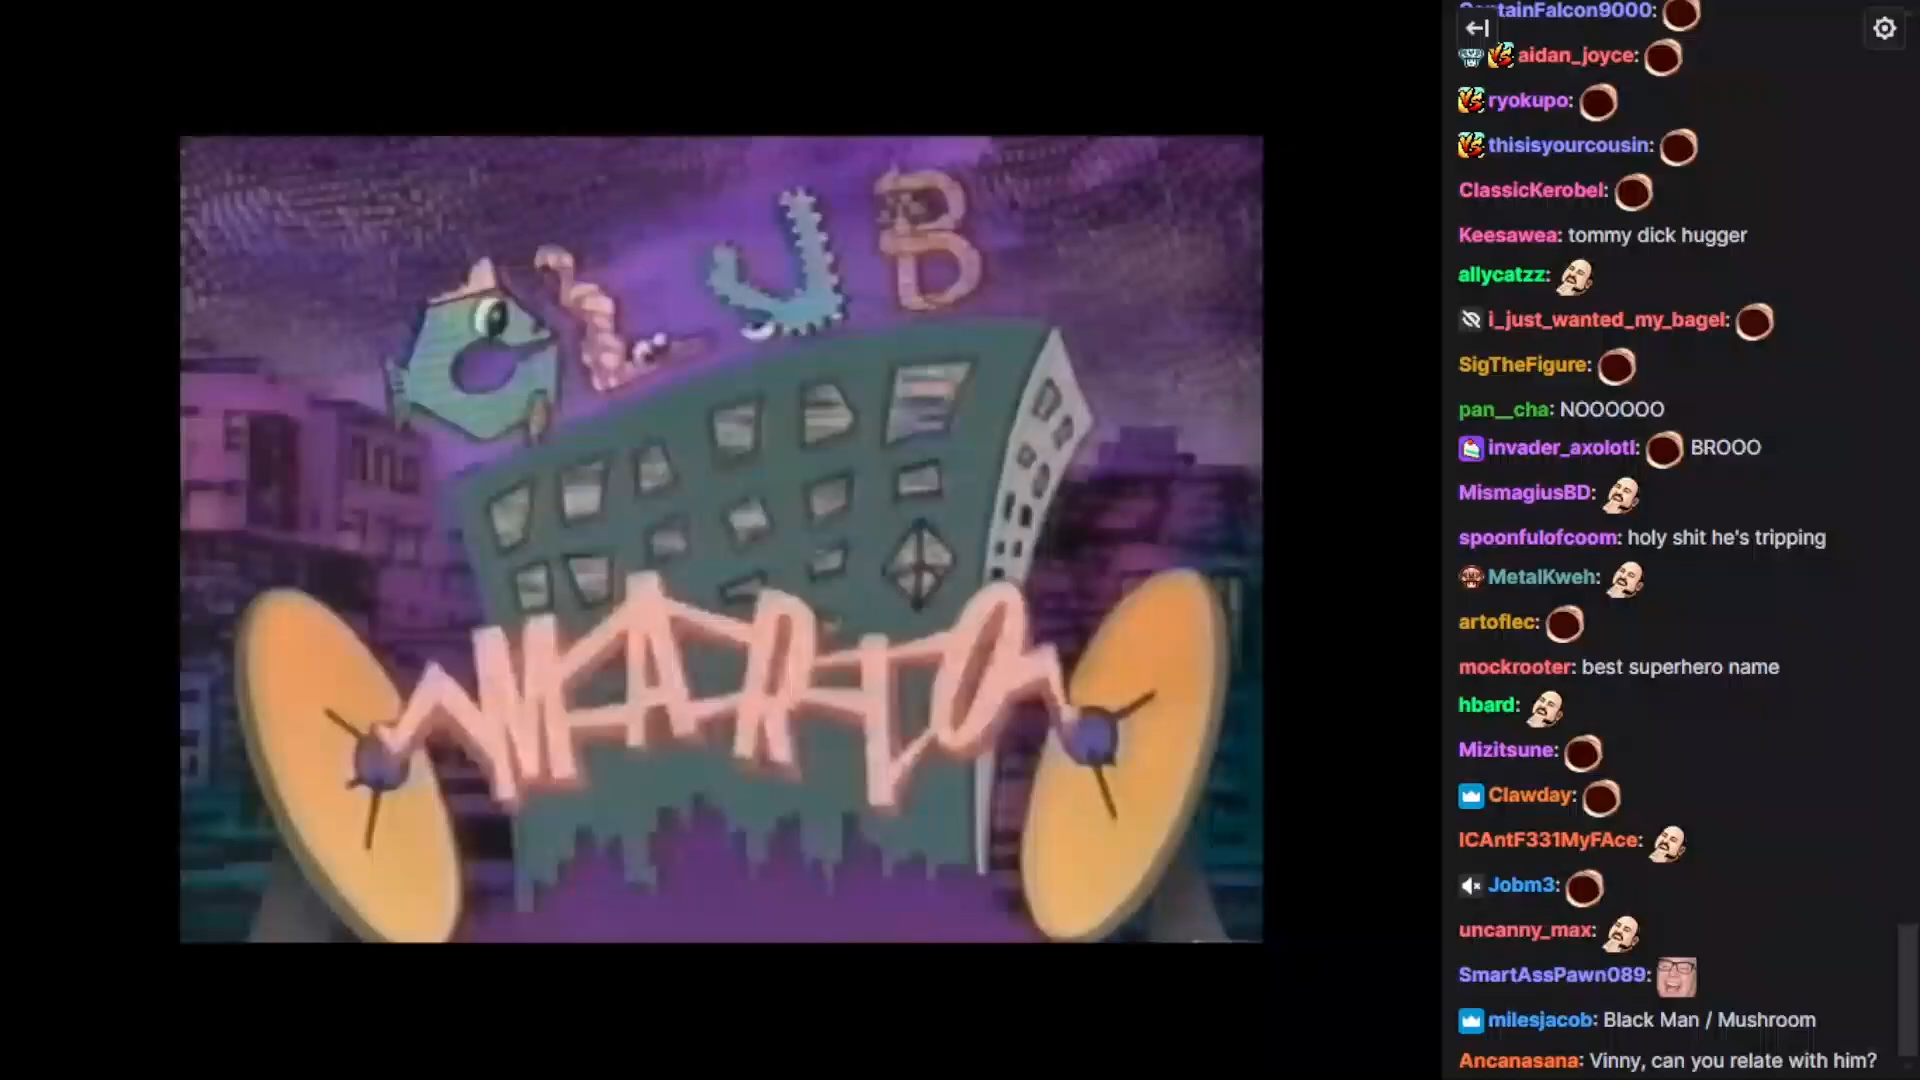 CLUB
MARIO
CaptainFalcon9000:
aidan_joyce:
ryokupo:
thisisyourcousin:
ClassicKerobel:
Keesawea: tommy dick hugger
allycatzz:
i_just_wanted_my_bagel:
SigTheFigure:
pan__cha: NOOOOOO
invader_axolotl: BROOO
MismagiusBD:
spoonfulofcoom: holy shit he's tripping
MetalKweh:
artoflec:
mockrooter: best superhero name
hbard:
Mizitsune:
Clawday:
ICAntF331MyFAce:
Jobm3:
uncanny_max:
SmartAssPawn089:
milesjacob: Black Man / Mushroom
Ancanasana: Vinny, can you relate with him?